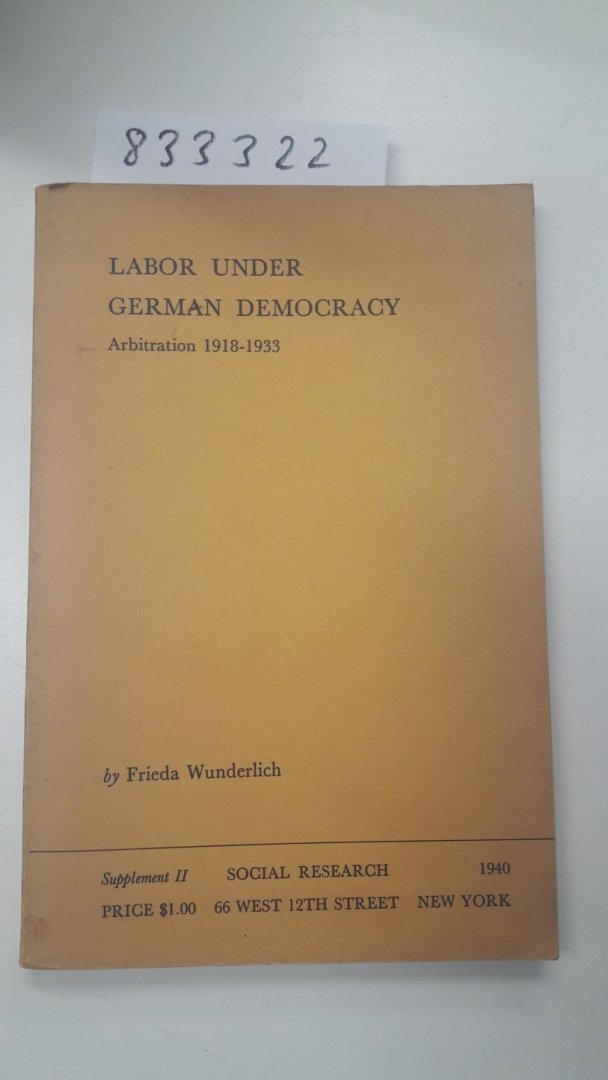 833322
LABOR UNDER
GERMAN DEMOCRACY
Arbitration 1918-1933
by Frieda Wunderlich
Supplement II SOCIAL RESEARCH 1940
PRICE $1.00 66 WEST 12TH STREET NEW YORK